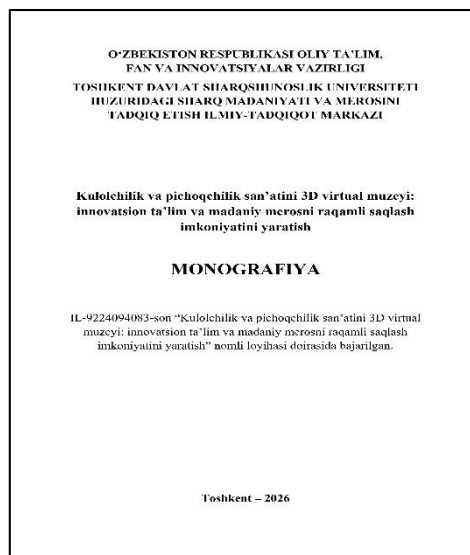 O‘ZBEKISTON RESPUBLIKASI OLIY TA’LIM,
FAN VA INNOVATSIYALAR VAZIRLIGI
TOSHKENT DAVLAT SHARQSHUNOSLIK UNIVERSITETI
HUZURIDAGI SHARQ MADANIYATI VA MEROSINI
TADQIQ ETISH ILMIY-TADQIQOT MARKAZI
Kulolchilik va pichoqchilik san’atini 3D virtual muzeyi:
innovatsion ta’lim va madaniy merosni raqamli saqlash
imkoniyatini yaratish
MONOGRAFIYA
IL-9224094083-son “Kulolchilik va pichoqchilik san’atini 3D virtual
muzeyi: innovatsion ta’lim va madaniy merosni raqamli saqlash
imkoniyatini yaratish” nomli loyihasi doirasida bajarilgan.
Toshkent – 2026